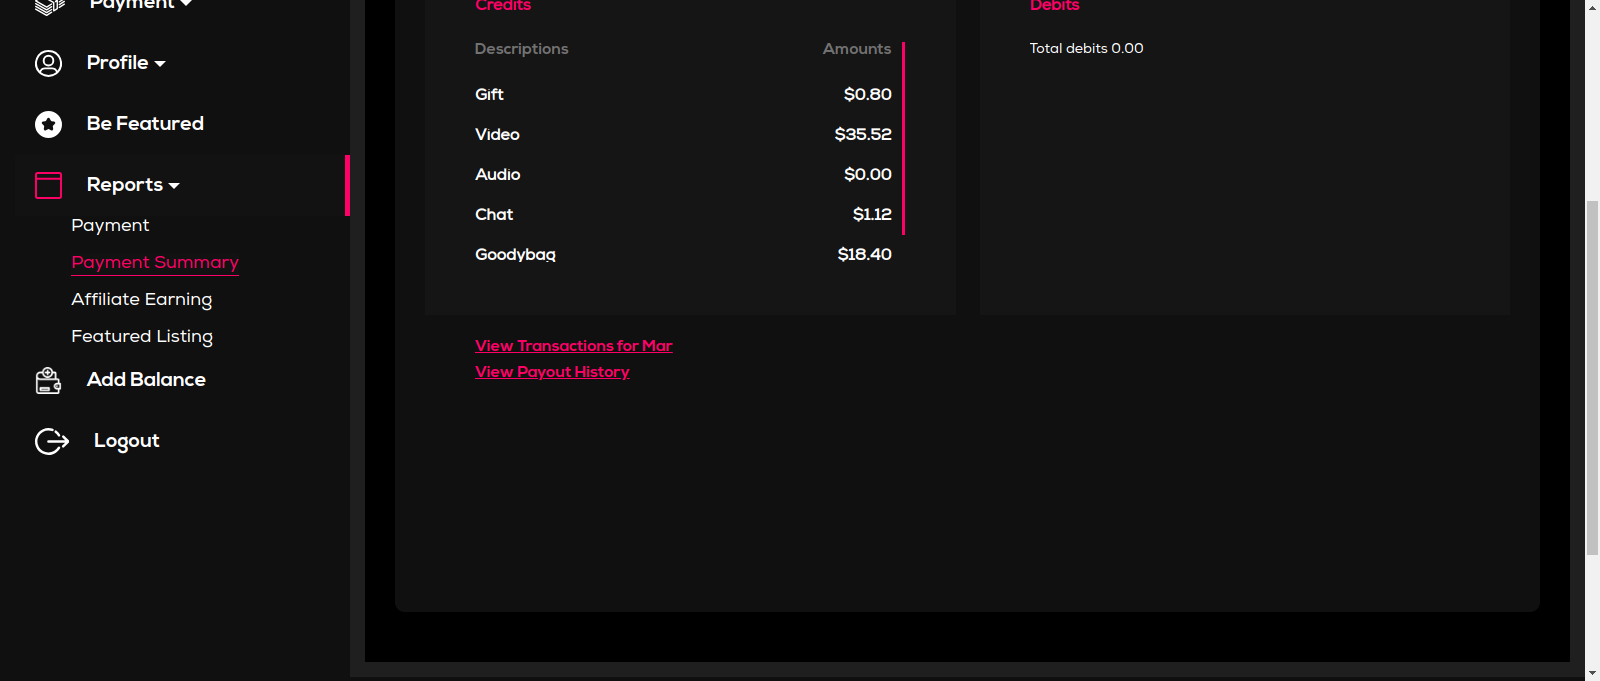 Payment
Profile
Be Featured
Reports
Payment
Payment Summary
Affiliate Earning
Featured Listing
Add Balance
Logout
Credits
Descriptions Amounts
Gift $0.80
Video $35.52
Audio $0.00
Chat $1.12
Goodybag $18.40
View Transactions for Mar
View Payout History
Debits
Total debits 0.00